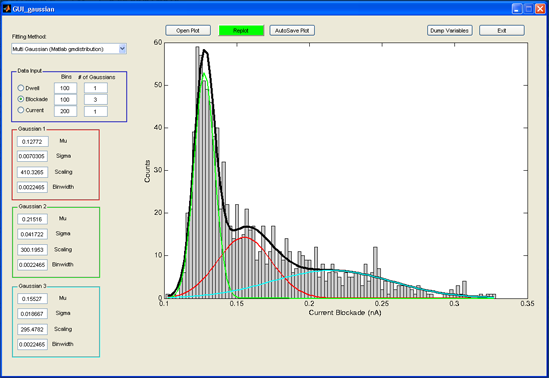 GUI_gaussian
Fitting Method:
Multi Gaussian (Matlab gmdistribution)
Open Plot Replot AutoSave Plot Dump Variables Exit
Data Input
Bins # of Gaussians
Dwell 100 1
Blockade 100 3
Current 200 1
Gaussian 1
0.12772 Mu
0.0070305 Sigma
410.3265 Scaling
0.0022465 Binwidth
Gaussian 2
0.21516 Mu
0.041722 Sigma
300.1953 Scaling
0.0022465 Binwidth
Gaussian 3
0.15527 Mu
0.018667 Sigma
295.4782 Scaling
0.0022465 Binwidth
60
50
40
30
20
10
0
Counts
0.1 0.15 0.2 0.25 0.3 0.35
Current Blockade (nA)